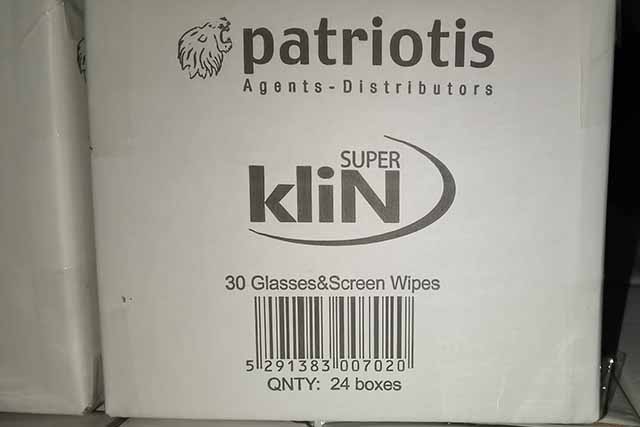 patriotis
Agents-Distributors
SUPER
kliN
30 Glasses&Screen Wipes
5 291383 007020
QNTY: 24 boxes